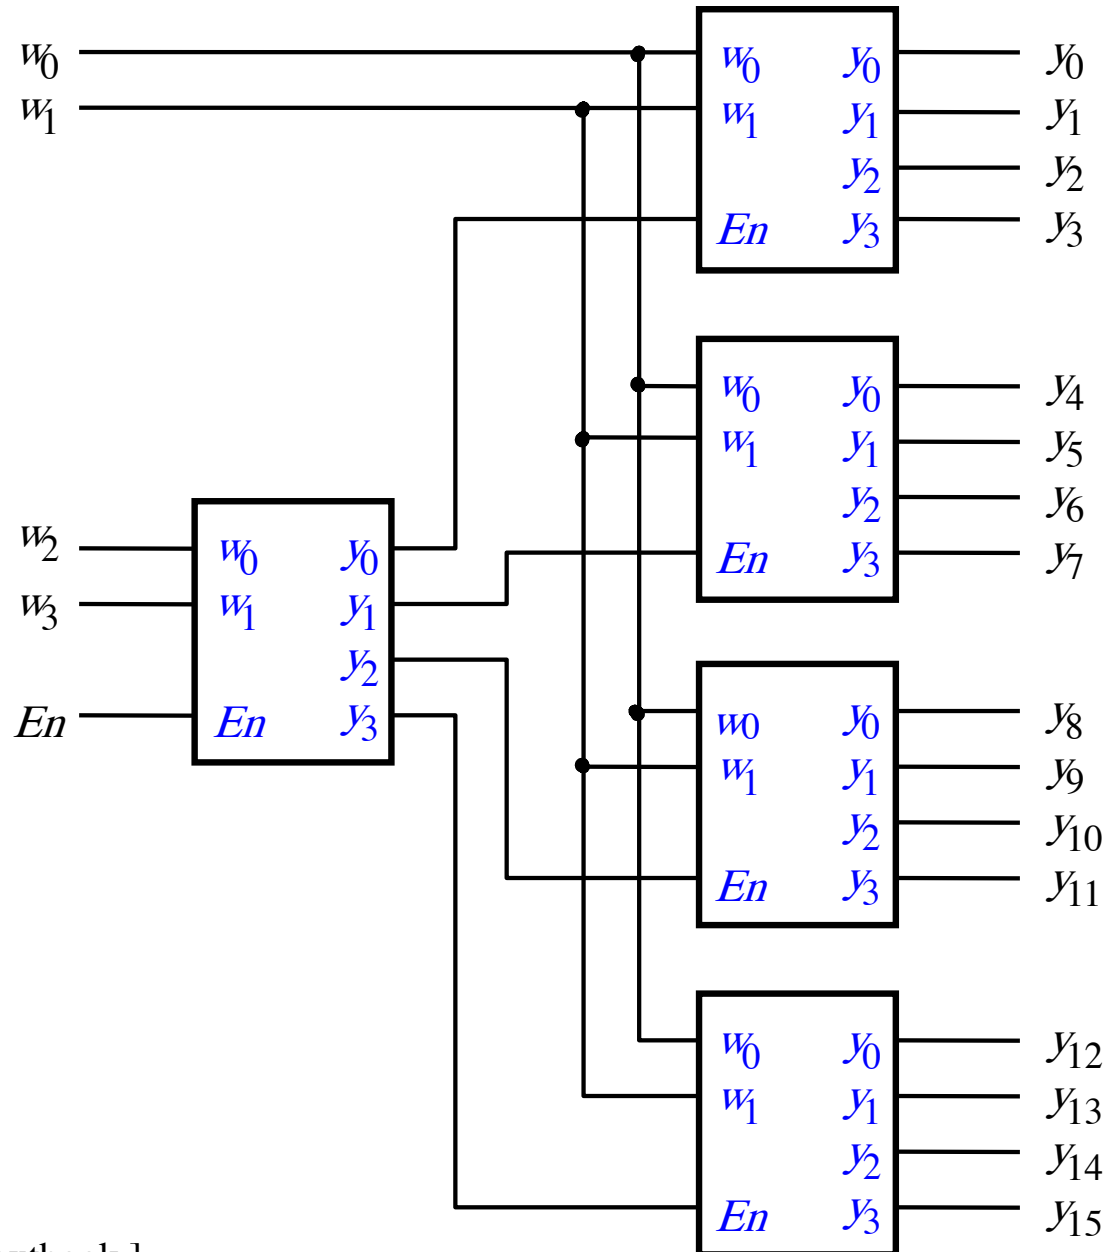 w0 w0 y0 y0
w1 w1 y1 y1
y2 y2
En y3 y3
w0 y0 y4
w1 y1 y5
y2 y6
En y3 y7
w2 w0 y0
w3 w1 y1
y2
En En y3
w0 y0 y8
w1 y1 y9
y2 y10
En y3 y11
w0 y0 y12
w1 y1 y13
y2 y14
En y3 y15